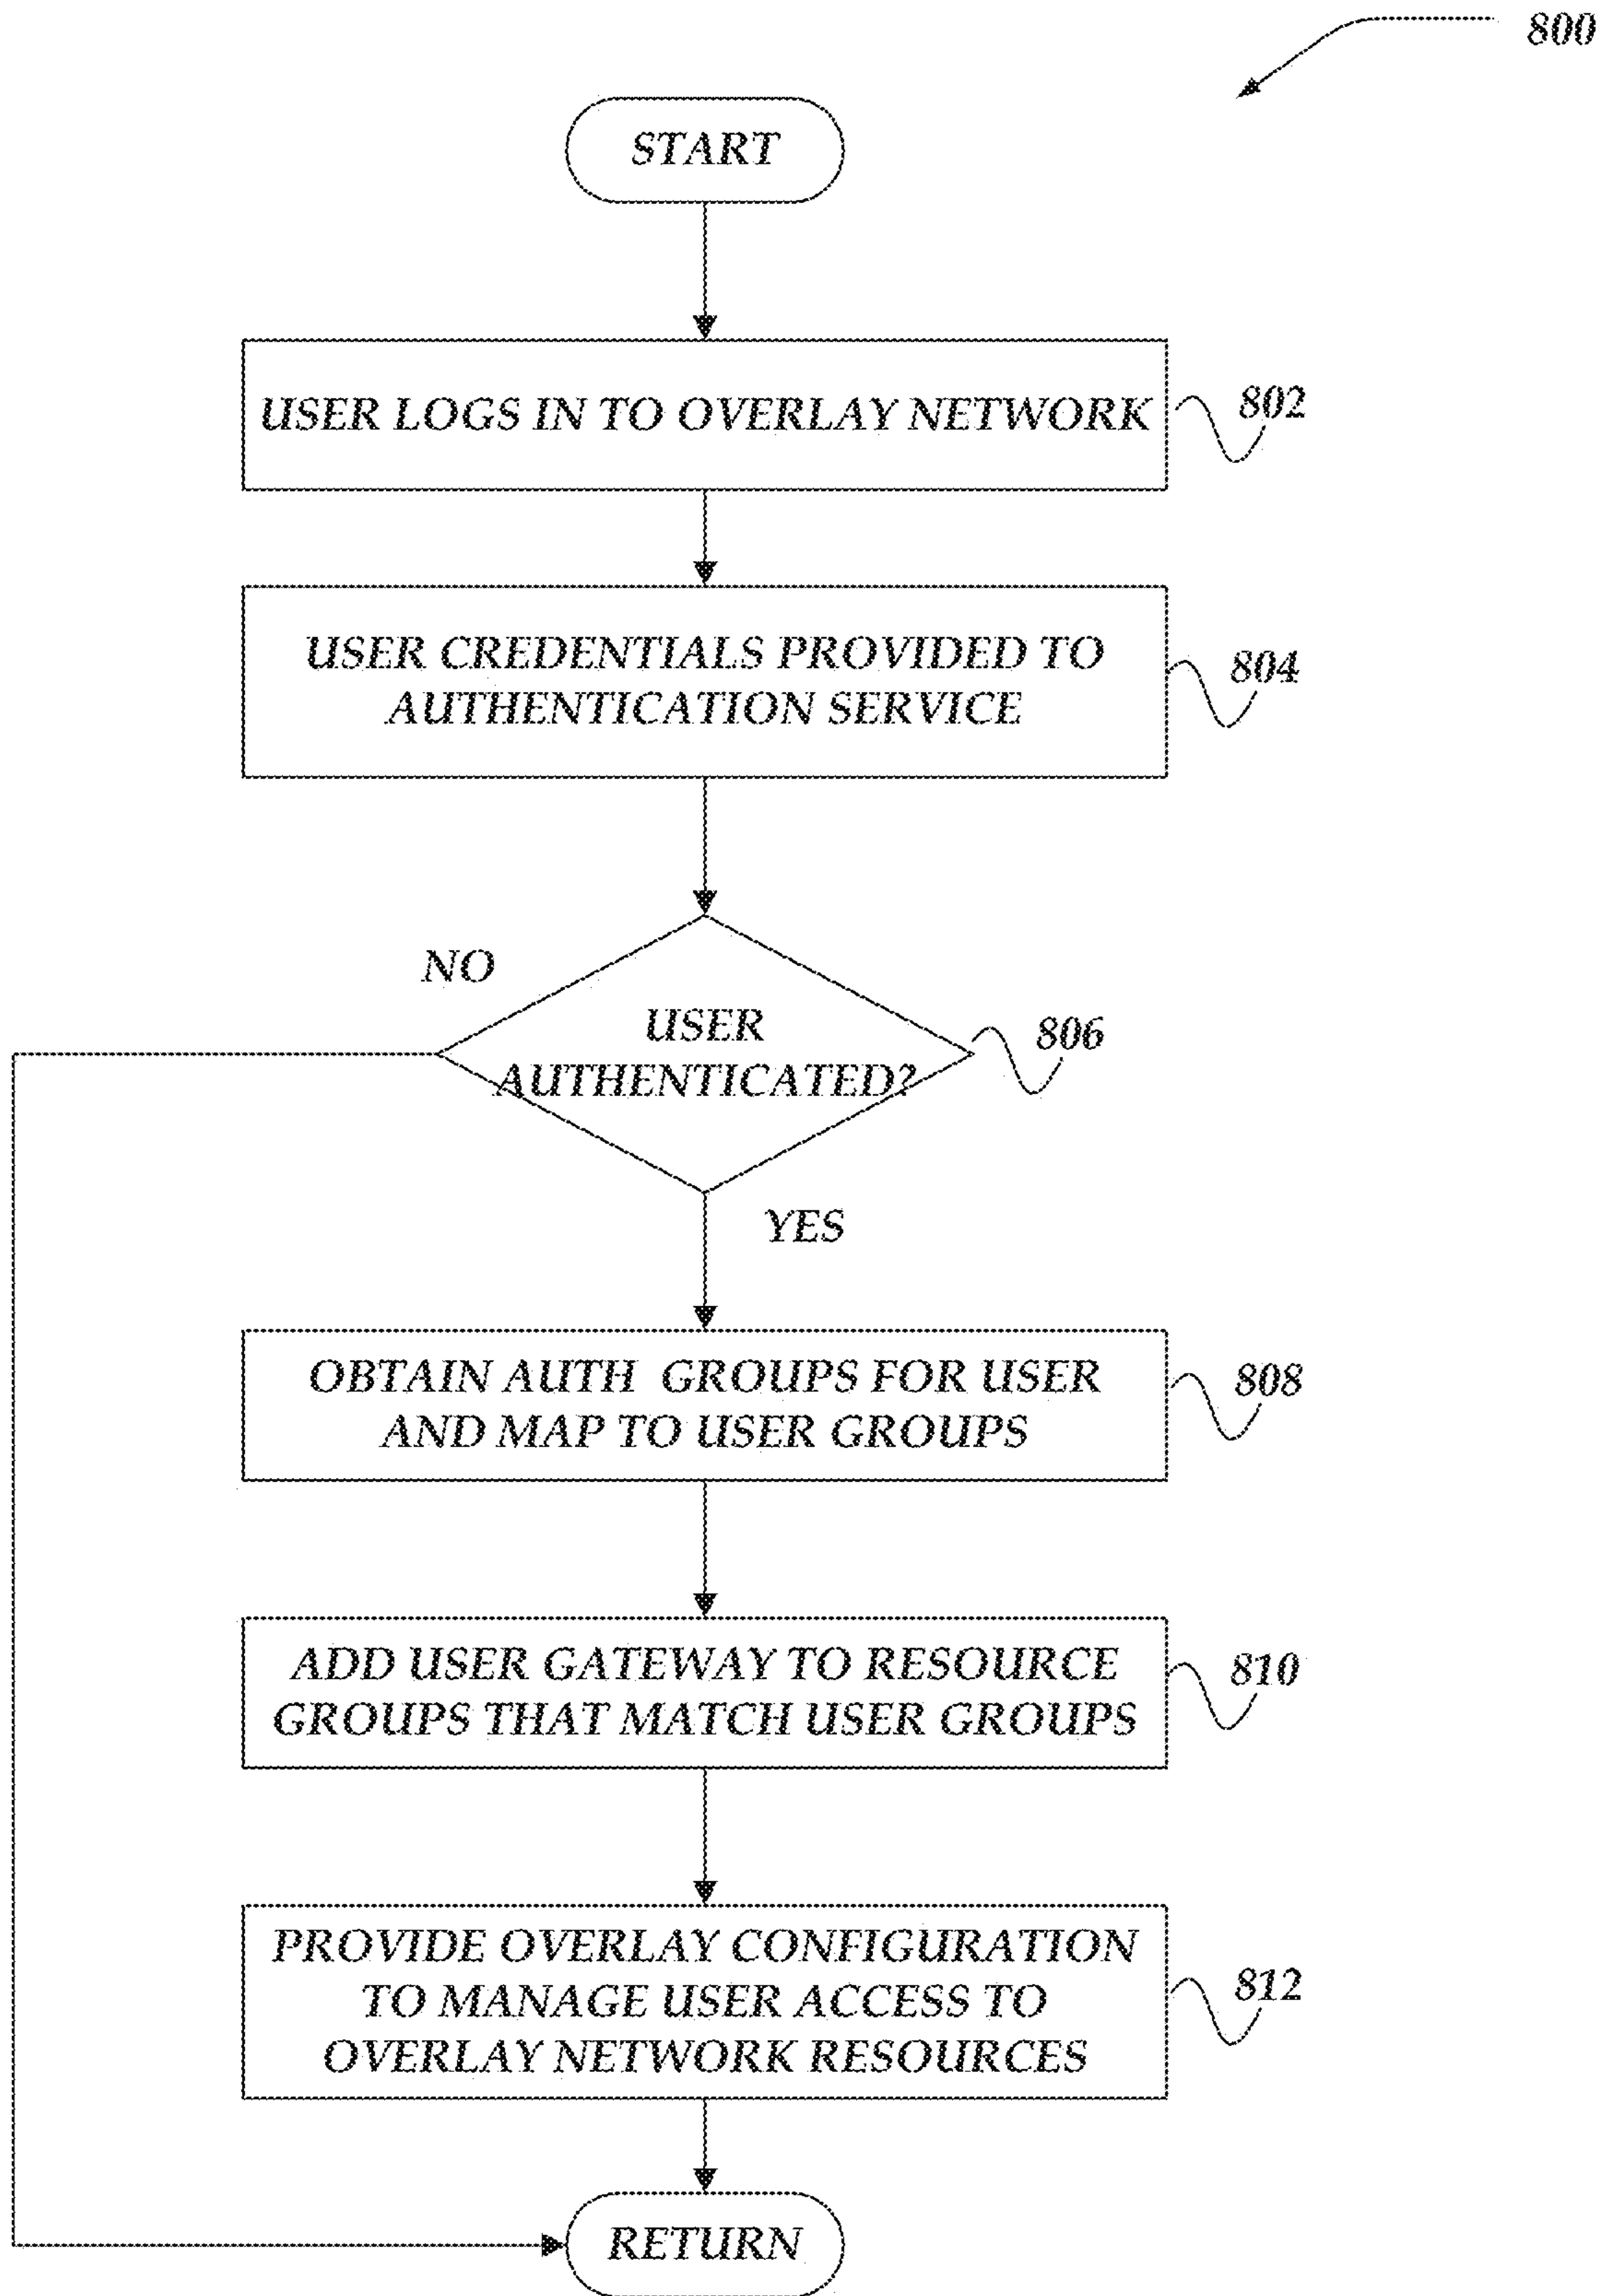 800
START
USER LOGS IN TO OVERLAY NETWORK
802
USER CREDENTIALS PROVIDED TO
AUTHENTICATION SERVICE
804
NO
USER
AUTHENTICATED?
806
YES
OBTAIN AUTH GROUPS FOR USER
AND MAP TO USER GROUPS
808
ADD USER GATEWAY TO RESOURCE
GROUPS THAT MATCH USER GROUPS
810
PROVIDE OVERLAY CONFIGURATION
TO MANAGE USER ACCESS TO
OVERLAY NETWORK RESOURCES
812
RETURN